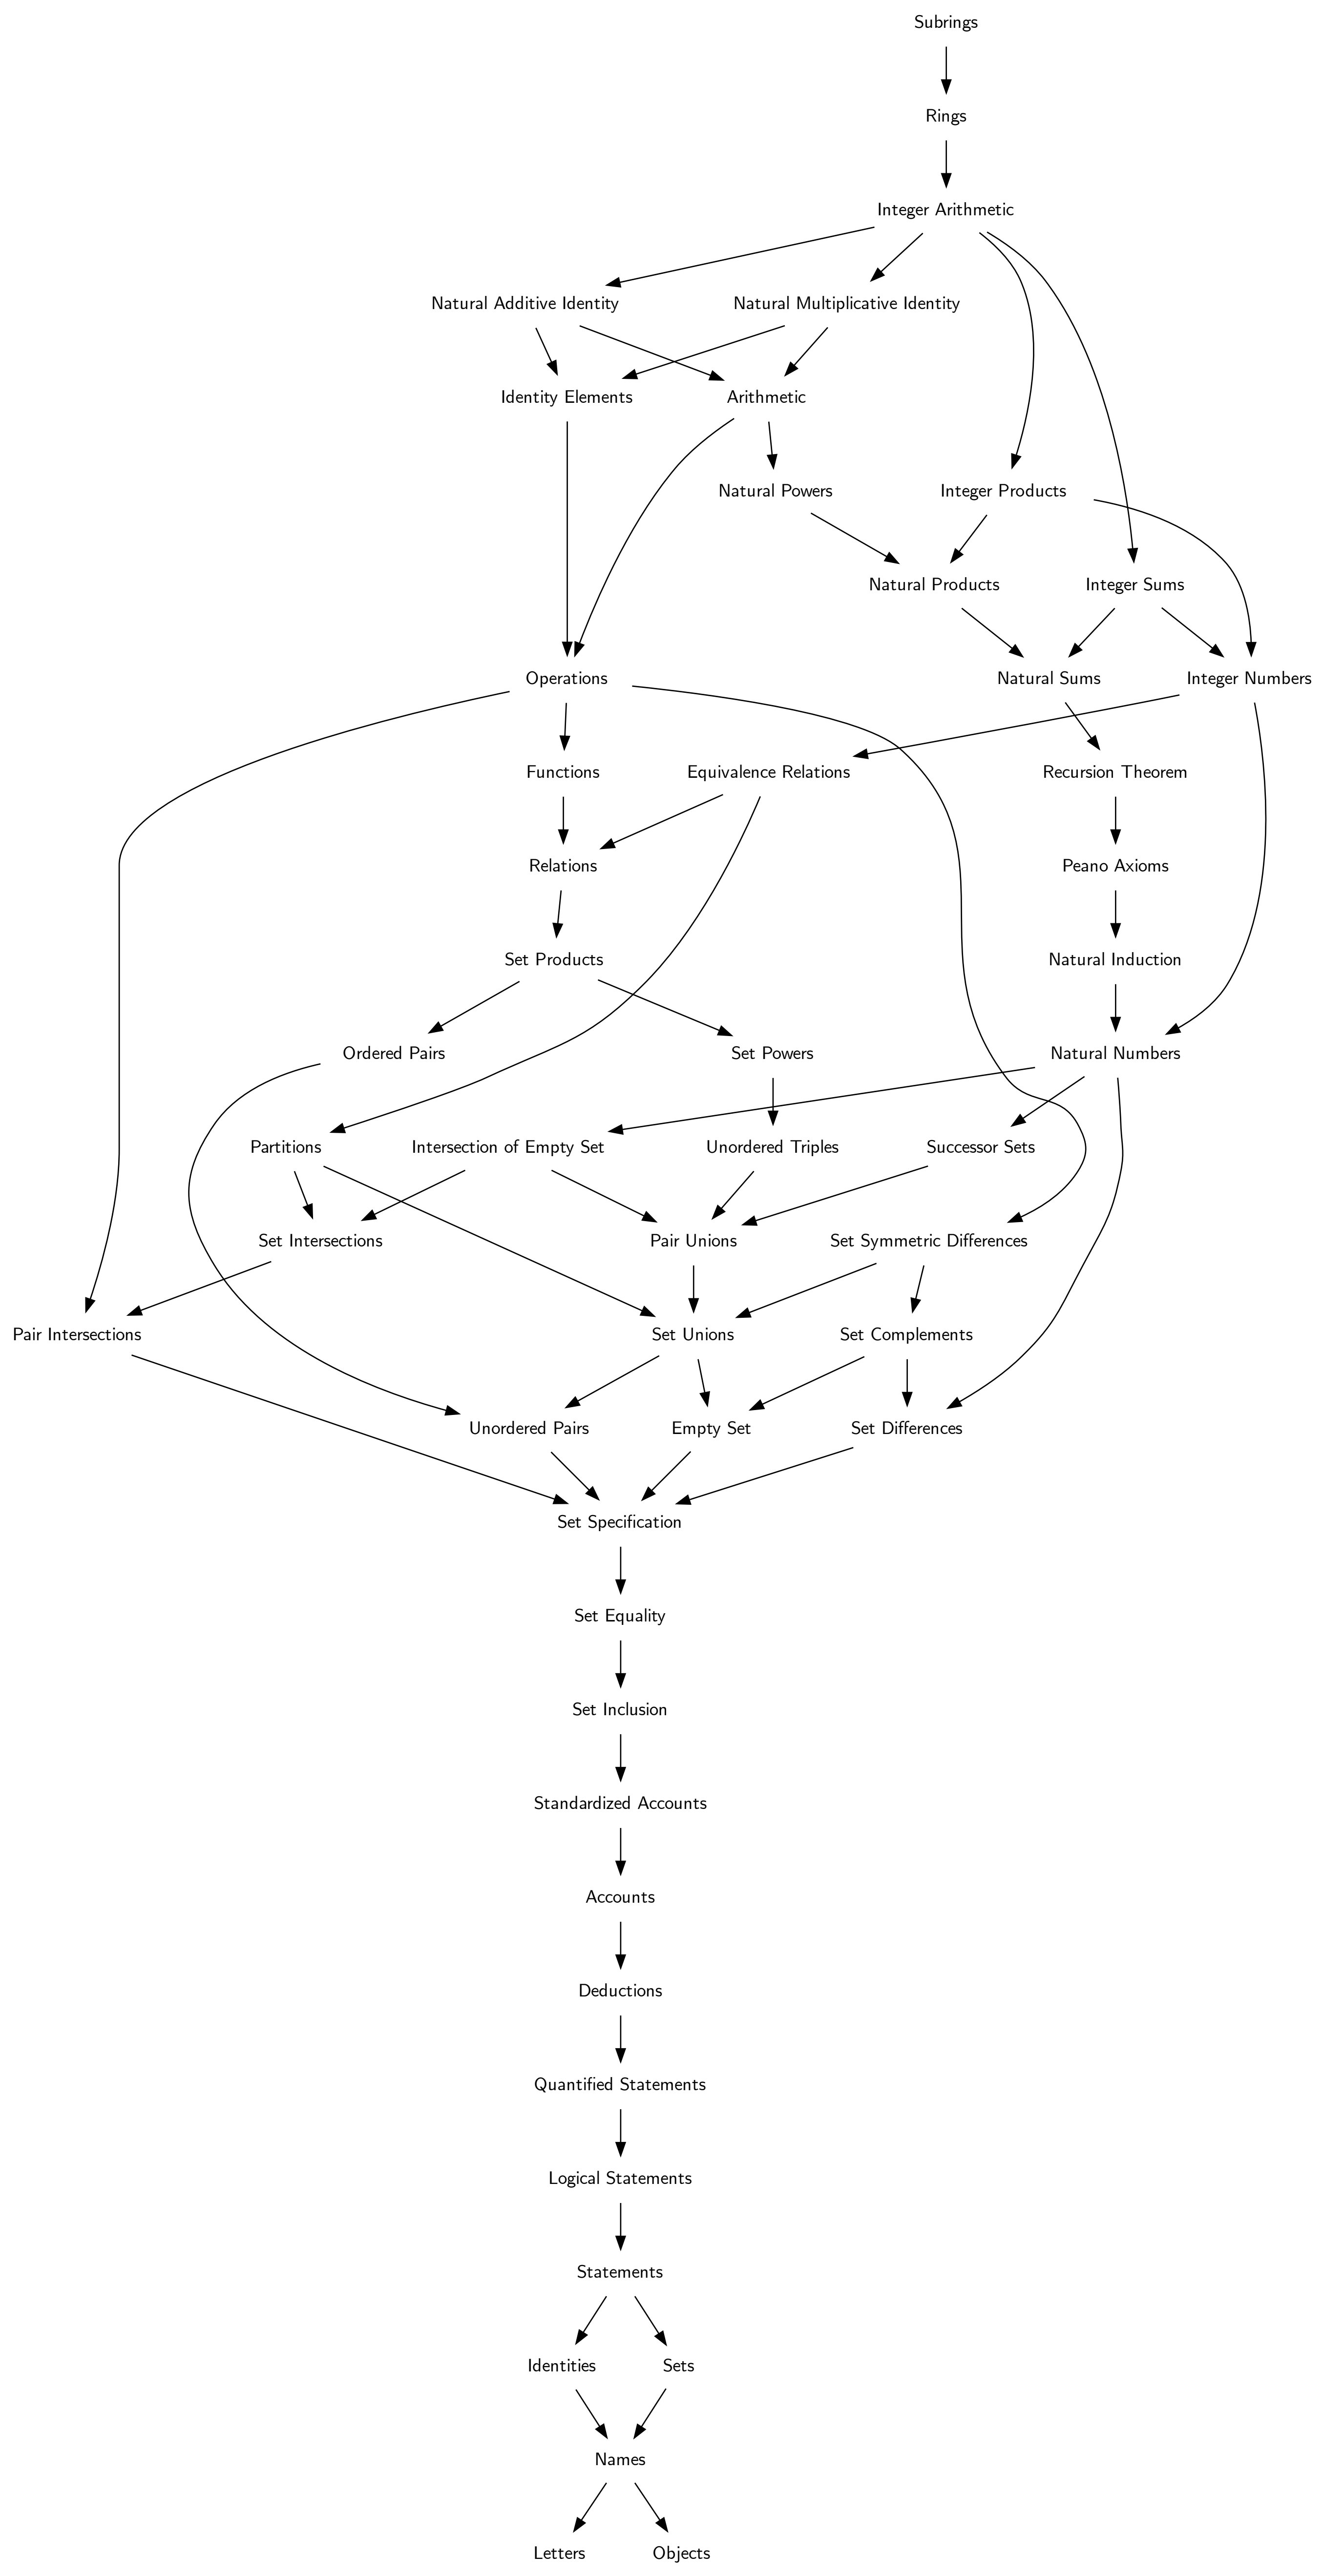 Subrings
Rings
Integer Arithmetic
Natural Additive Identity
Natural Multiplicative Identity
Identity Elements
Arithmetic
Natural Powers
Integer Products
Natural Products
Integer Sums
Operations
Natural Sums
Integer Numbers
Functions
Equivalence Relations
Recursion Theorem
Relations
Peano Axioms
Set Products
Natural Induction
Ordered Pairs
Set Powers
Natural Numbers
Partitions
Intersection of Empty Set
Unordered Triples
Successor Sets
Set Intersections
Pair Unions
Set Symmetric Differences
Pair Intersections
Set Unions
Set Complements
Unordered Pairs
Empty Set
Set Differences
Set Specification
Set Equality
Set Inclusion
Standardized Accounts
Accounts
Deductions
Quantified Statements
Logical Statements
Statements
Identities
Sets
Names
Letters
Objects